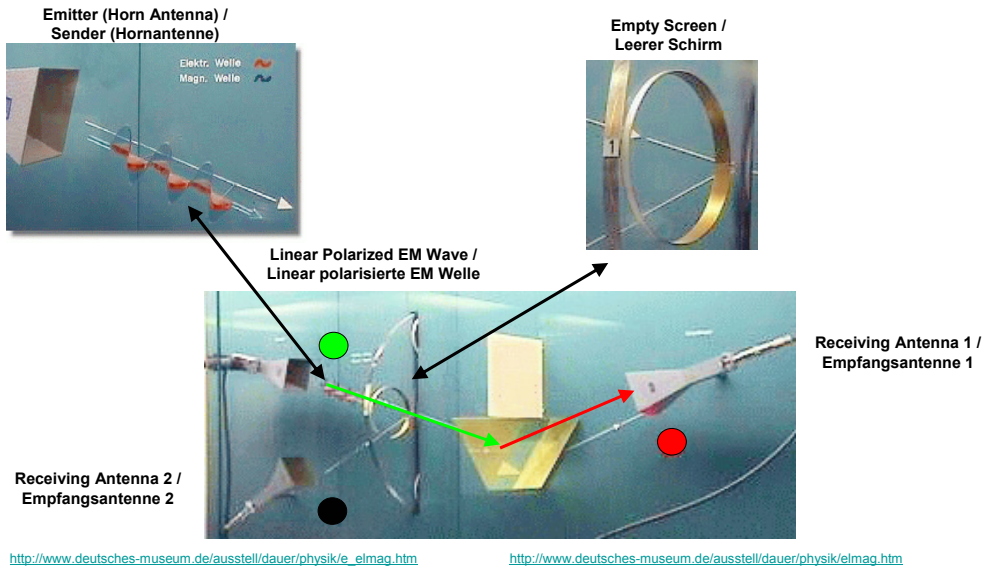 Emitter (Horn Antenna) /
Sender (Hornantenne)
Empty Screen /
Leerer Schirm
Elektr. Welle
Magn. Welle
1
Linear Polarized EM Wave /
Linear polarisierte EM Welle
Receiving Antenna 1 /
Empfangsantenne 1
Receiving Antenna 2 /
Empfangsantenne 2
http://www.deutsches-museum.de/ausstell/dauer/physik/e_elmag.htm
http://www.deutsches-museum.de/ausstell/dauer/physik/elmag.htm